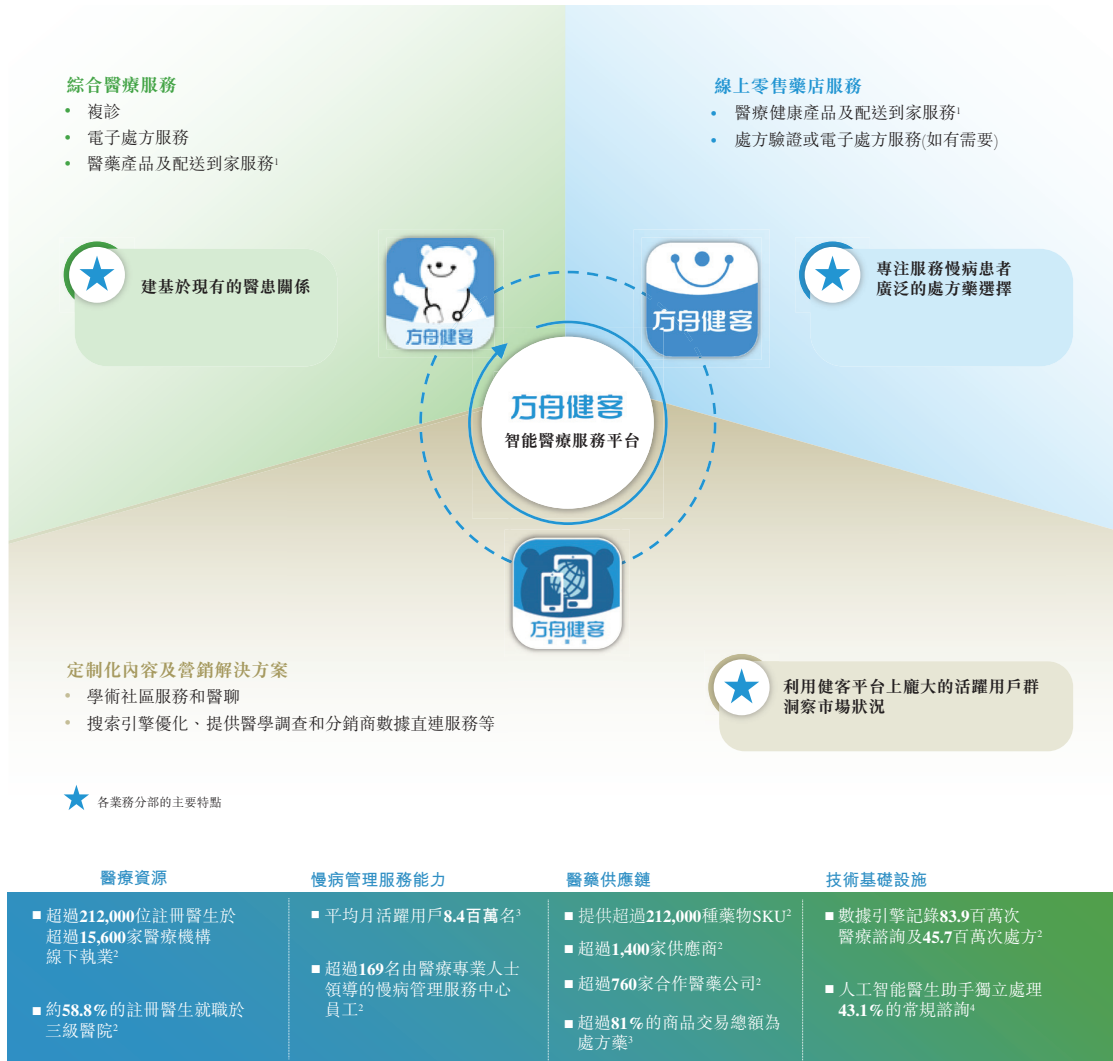 綜合醫療服務
• 複診
• 電子處方服務
• 醫藥產品及配送到家服務¹
線上零售藥店服務
• 醫療健康產品及配送到家服務¹
• 處方驗證或電子處方服務(如有需要)
建基於現有的醫患關係
方舟健客
方舟健客
專注服務慢病患者
廣泛的處方藥選擇
方舟健客
智能醫療服務平台
方舟健客
定制化內容及營銷解決方案
• 學術社區服務和醫聊
• 搜索引擎優化、提供醫學調查和分銷商數據直連服務等
利用健客平台上龐大的活躍用戶群
洞察市場狀況
各業務分部的主要特點
醫療資源
■ 超過212,000位註冊醫生於
超過15,600家醫療機構
線下執業²
■ 約58.8%的註冊醫生就職於
三級醫院²
慢病管理服務能力
■ 平均月活躍用戶8.4百萬名³
■ 超過169名由醫療專業人士
領導的慢病管理服務中心
員工²
醫藥供應鏈
■ 提供超過212,000種藥物SKU²
■ 超過1,400家供應商²
■ 超過760家合作醫藥公司²
■ 超過81%的商品交易總額為
處方藥³
技術基礎設施
■ 數據引擎記錄83.9百萬次
醫療諮詢及45.7百萬次處方²
■ 人工智能醫生助手獨立處理
43.1%的常規諮詢⁴